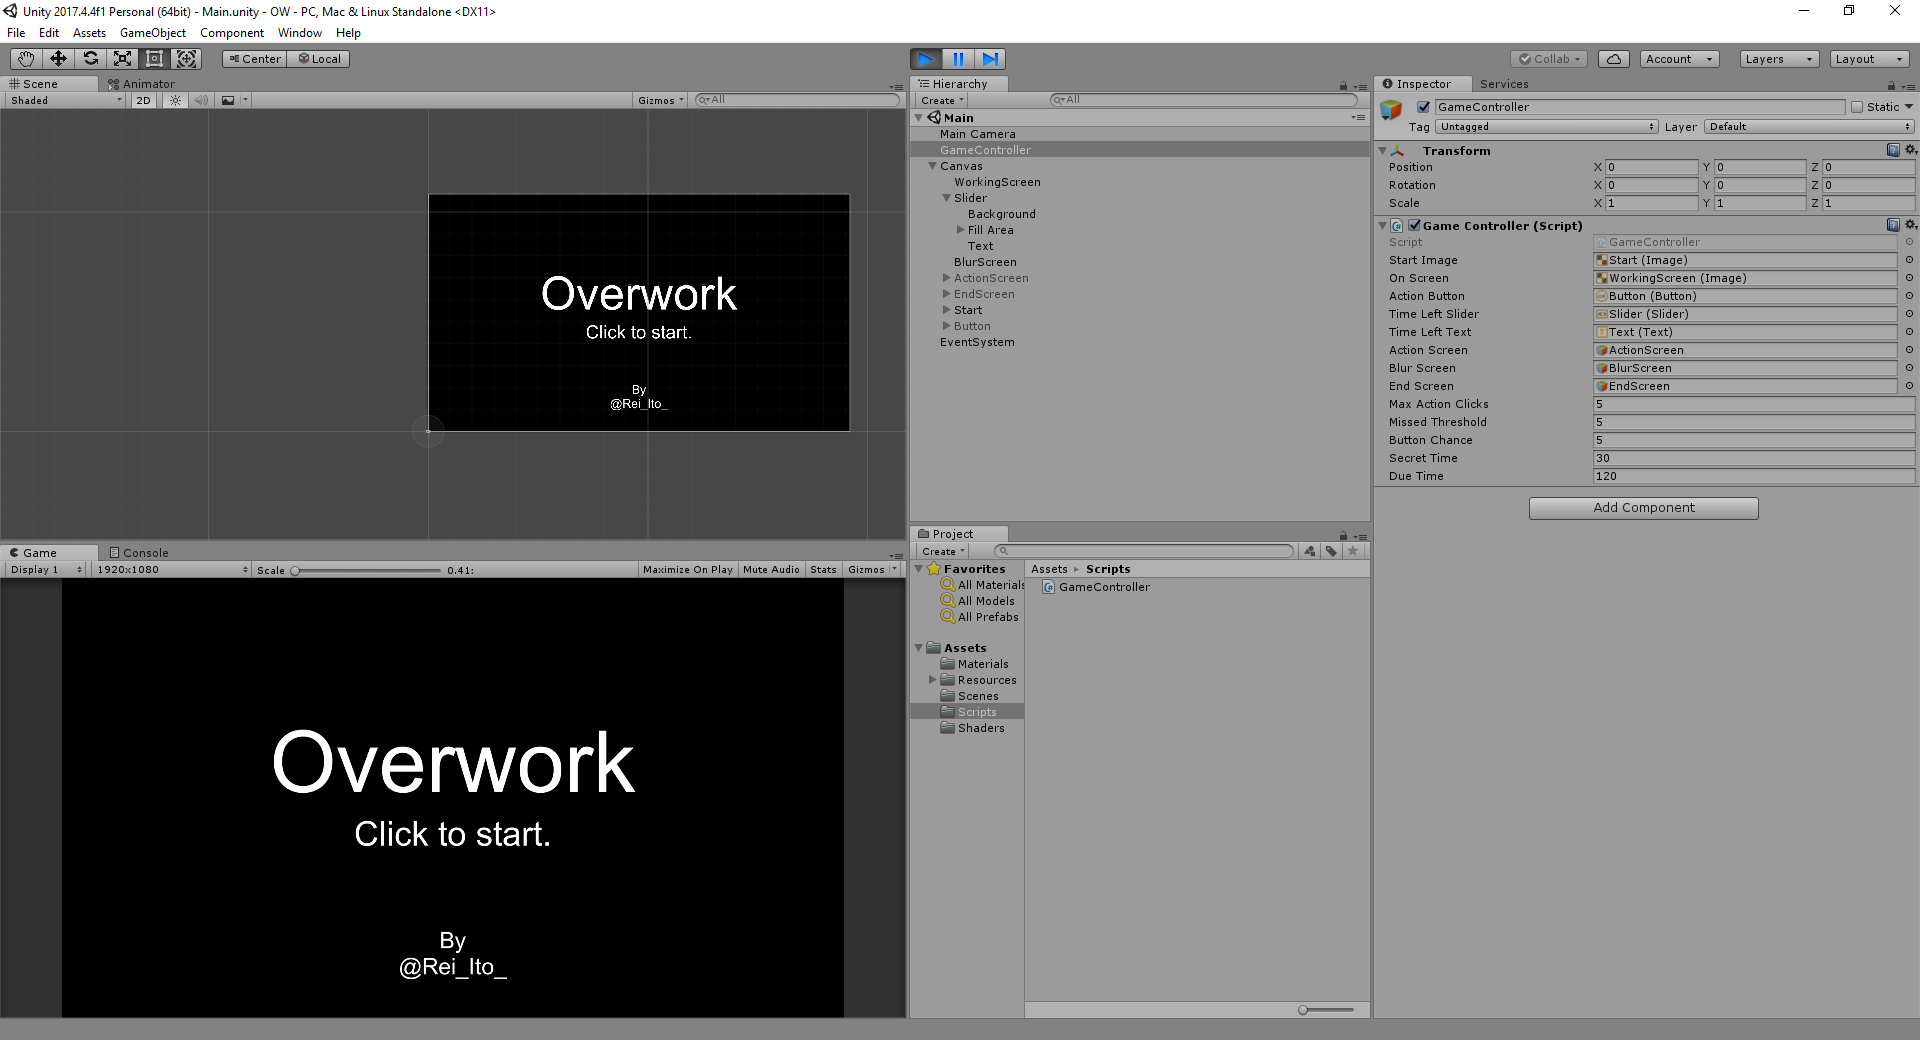 Unity 2017.4.4f1 Personal (64bit) - Main.unity - OW - PC, Mac & Linux Standalone <DX11>
File Edit Assets GameObject Component Window Help
Center Local
Collab Account Layers Layout
Scene Animator
Shaded 2D Gizmos All
Overwork
Click to start.
By
@Rei_Ito_
Game Console
Display 1 1920x1080 Scale 0.41: Maximize On Play Mute Audio Stats Gizmos
Overwork
Click to start.
By
@Rei_Ito_
Hierarchy
Create All
Main
Main Camera
GameController
Canvas
WorkingScreen
Slider
Background
Fill Area
Text
BlurScreen
ActionScreen
EndScreen
Start
Button
EventSystem
Project
Create
Favorites
All Materials
All Models
All Prefabs
Assets
Materials
Resources
Scenes
Scripts
Shaders
Assets Scripts
GameController
Inspector Services
GameController Static
Tag Untagged Layer Default
Transform
Position X 0 Y 0 Z 0
Rotation X 0 Y 0 Z 0
Scale X 1 Y 1 Z 1
Game Controller (Script)
Script GameController
Start Image Start (Image)
On Screen WorkingScreen (Image)
Action Button Button (Button)
Time Left Slider Slider (Slider)
Time Left Text Text (Text)
Action Screen ActionScreen
Blur Screen BlurScreen
End Screen EndScreen
Max Action Clicks 5
Missed Threshold 5
Button Chance 5
Secret Time 30
Due Time 120
Add Component